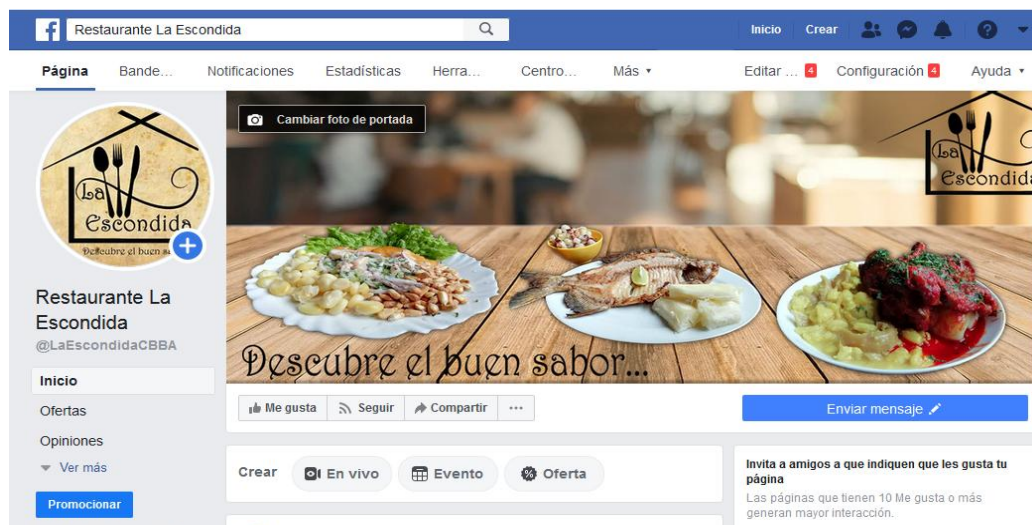 Restaurante La Escondida
Inicio Crear
Página Bande... Notificaciones Estadísticas Herra... Centro... Más Editar ... 4 Configuración 4 Ayuda
Cambiar foto de portada
La
Escondida
Descubre el buen
La
Escondida
Restaurante La
Escondida
@LaEscondidaCBBA
Descubre el buen sabor...
Inicio
Ofertas
Opiniones
Ver más
Promocionar
Me gusta Seguir Compartir ...
Enviar mensaje
Crear En vivo Evento Oferta
Invita a amigos a que indiquen que les gusta tu
página
Las páginas que tienen 10 Me gusta o más
generan mayor interacción.